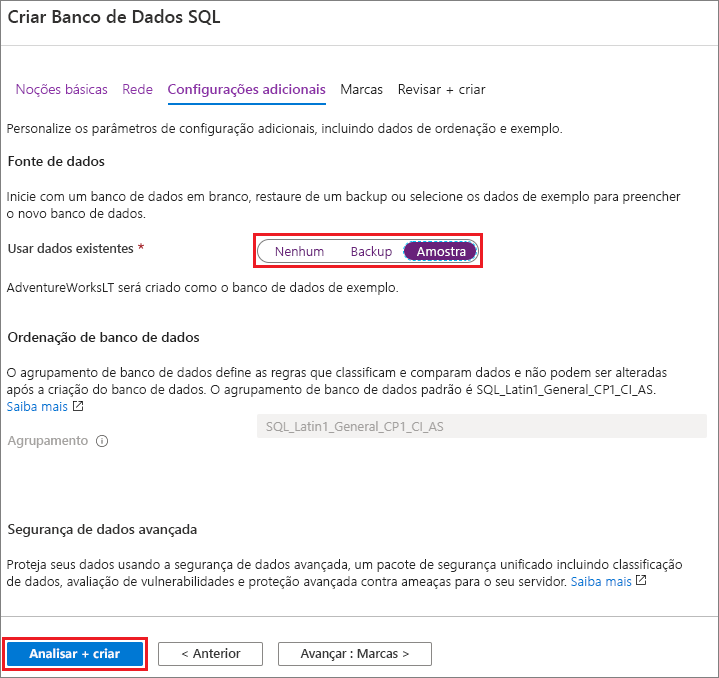 Criar Banco de Dados SQL
Noções básicas Rede Configurações adicionais Marcas Revisar + criar
Personalize os parâmetros de configuração adicionais, incluindo dados de ordenação e exemplo.
Fonte de dados
Inicie com um banco de dados em branco, restaure de um backup ou selecione os dados de exemplo para preencher
o novo banco de dados.
Usar dados existentes * Nenhum Backup Amostra
AdventureWorksLT será criado como o banco de dados de exemplo.
Ordenação de banco de dados
O agrupamento de banco de dados define as regras que classificam e comparam dados e não podem ser alteradas
após a criação do banco de dados. O agrupamento de banco de dados padrão é SQL_Latin1_General_CP1_CI_AS.
Saiba mais
Agrupamento SQL_Latin1_General_CP1_CI_AS
Segurança de dados avançada
Proteja seus dados usando a segurança de dados avançada, um pacote de segurança unificado incluindo classificação
de dados, avaliação de vulnerabilidades e proteção avançada contra ameaças para o seu servidor. Saiba mais
Analisar + criar < Anterior Avançar : Marcas >